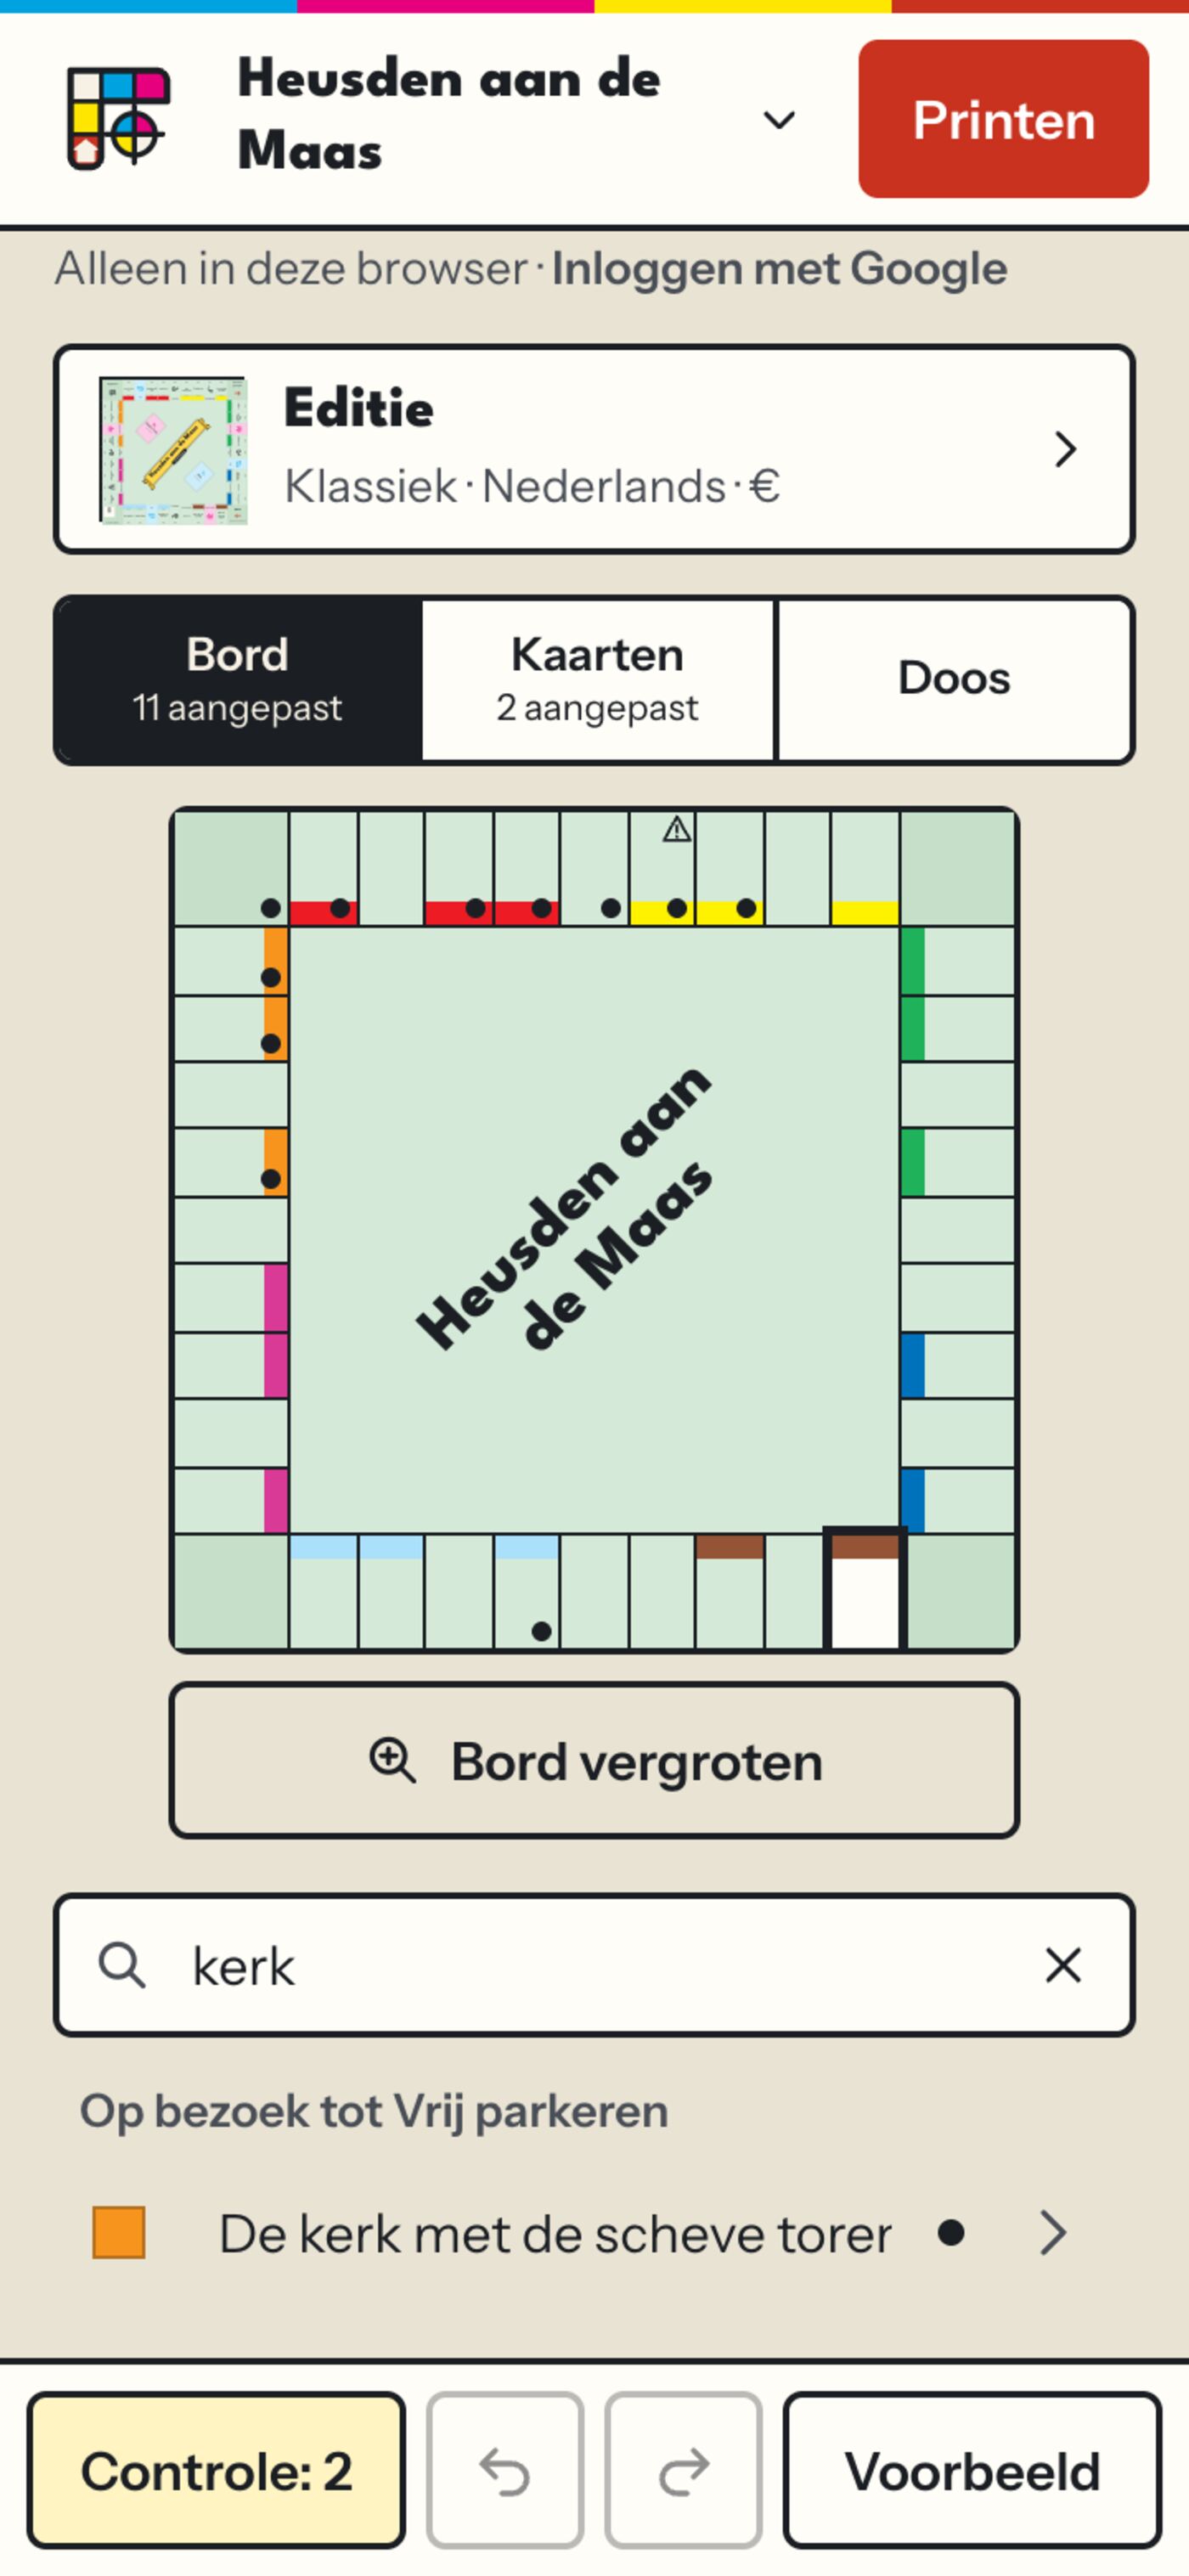 Heusden aan de
Maas
Printen
Alleen in deze browser · Inloggen met Google
Editie
Klassiek · Nederlands · €
Bord
11 aangepast
Kaarten
2 aangepast
Doos
Heusden aan
de Maas
Bord vergroten
kerk
Op bezoek tot Vrij parkeren
De kerk met de scheve torer
Controle: 2
Voorbeeld